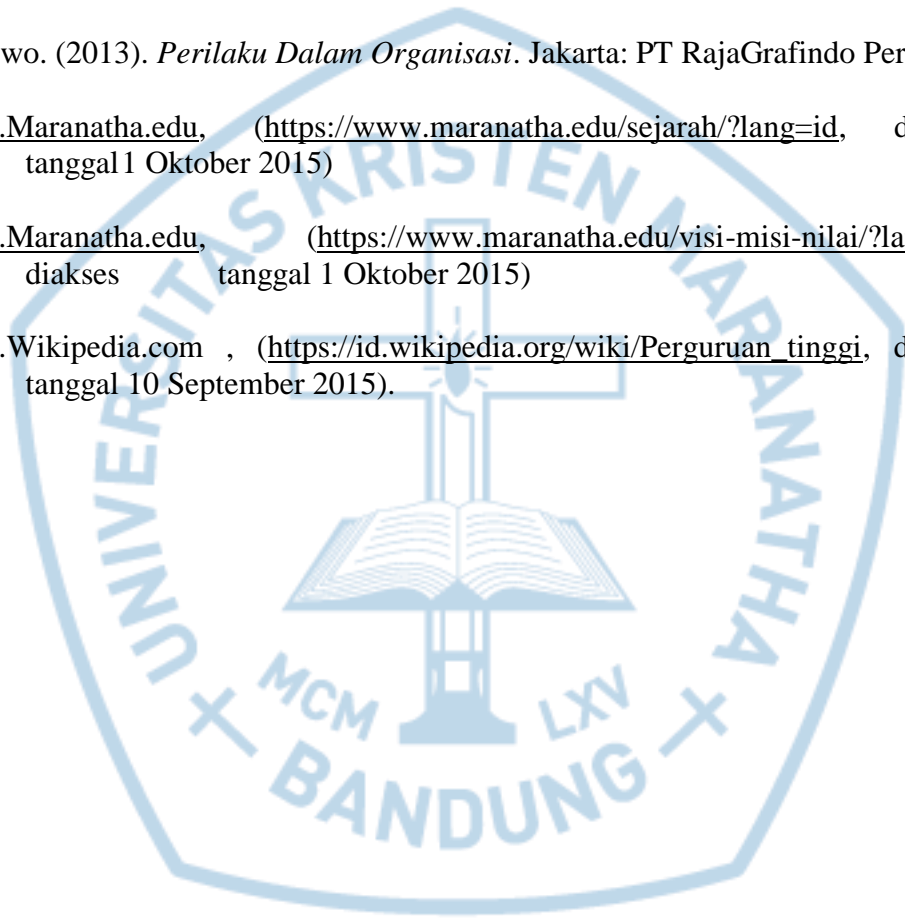 wo. (2013). Perilaku Dalam Organisasi. Jakarta: PT RajaGrafindo Per
.Maranatha.edu, (https://www.maranatha.edu/sejarah/?lang=id, d
tanggal1 Oktober 2015)
.Maranatha.edu, (https://www.maranatha.edu/visi-misi-nilai/?la
diakses tanggal 1 Oktober 2015)
.Wikipedia.com , (https://id.wikipedia.org/wiki/Perguruan_tinggi, d
tanggal 10 September 2015).
UNIVERSITAS KRISTEN MARANATHA
MCM LXV
BANDUNG